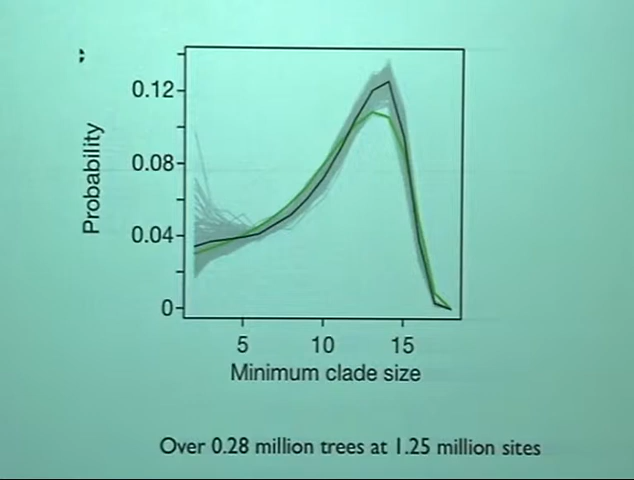 Probability
0.12
0.08
0.04
0
5 10 15
Minimum clade size
Over 0.28 million trees at 1.25 million sites